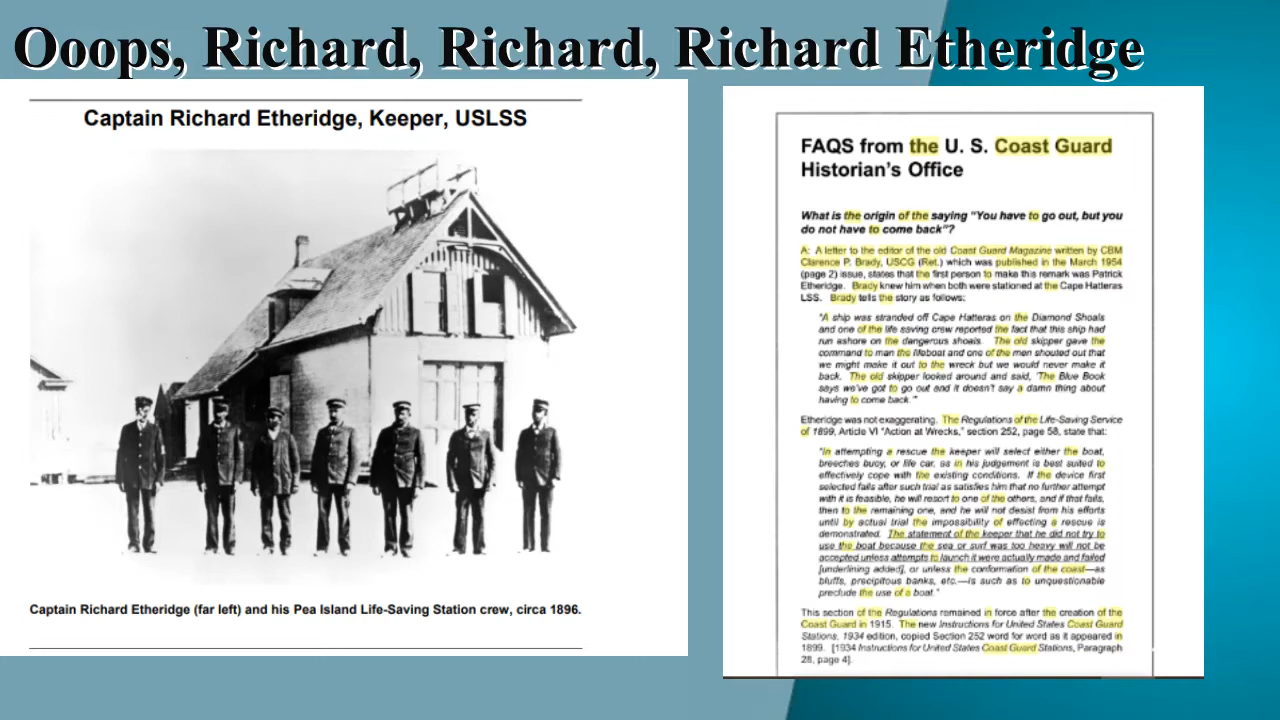 Ooops, Richard, Richard, Richard Etheridge
Captain Richard Etheridge, Keeper, USLSS
Captain Richard Etheridge (far left) and his Pea Island Life-Saving Station crew, circa 1896.
FAQS from the U. S. Coast Guard
Historian's Office
What is the origin of the saying "You have to go out, but you
do not have to come back"?
A: A letter to the editor of the old Coast Guard Magazine written by CBM
Clarence P. Brady, USCG (Ret.) which was published in the March 1954
(page 2) issue, states that the first person to make this remark was Patrick
Etheridge. Brady knew him when both were stationed at the Cape Hatteras
LSS. Brady tells the story as follows:
"A ship was stranded off Cape Hatteras on the Diamond Shoals
and one of the life saving crew reported the fact that this ship had
run ashore on the dangerous shoals. The old skipper gave the
command to man the lifeboat and one of the men shouted out that
we might make it out to the wreck but we would never make it
back. The old skipper looked around and said, 'The Blue Book
says we've got to go out and it doesn't say a damn thing about
having to come back.'"
Etheridge was not exaggerating. The Regulations of the Life-Saving Service
of 1899, Article VI "Action at Wrecks," section 252, page 58, state that:
"In attempting a rescue the keeper will select either the boat,
breeches buoy, or life car, as in his judgement is best suited to
effectively cope with the existing conditions. If the device first
selected fails after such trial as satisfies him that no further attempt
with it is feasible, he will resort to one of the others, and if that fails,
then to the remaining one, and he will not desist from his efforts
until by actual trial the impossibility of effecting a rescue is
demonstrated. The statement of the keeper that he did not try to
use the boat because the sea or surf was too heavy will not be
accepted unless attempts to launch it were actually made and failed
[underlining added], or unless the conformation of the coast—as
bluffs, precipitous banks, etc.—is such as to unquestionable
preclude the use of a boat."
This section of the Regulations remained in force after the creation of the
Coast Guard in 1915. The new Instructions for United States Coast Guard
Stations, 1934 edition, copied Section 252 word for word as it appeared in
1899. [1934 Instructions for United States Coast Guard Stations, Paragraph
28, page 4].